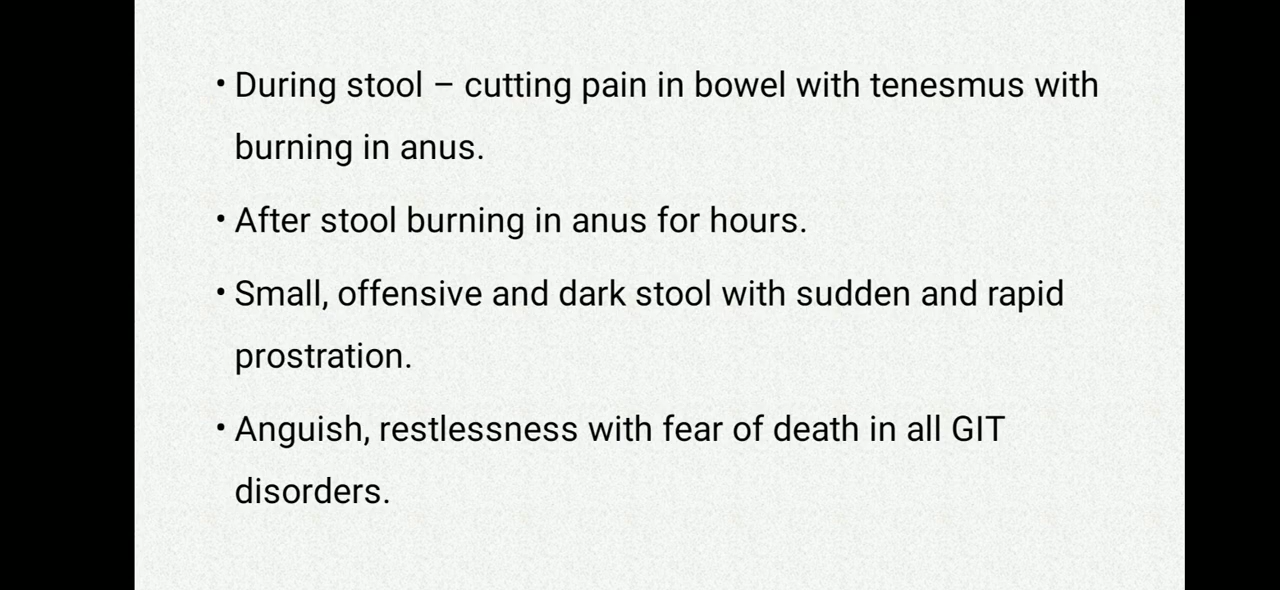 • During stool – cutting pain in bowel with tenesmus with
burning in anus.
• After stool burning in anus for hours.
• Small, offensive and dark stool with sudden and rapid
prostration.
• Anguish, restlessness with fear of death in all GIT
disorders.